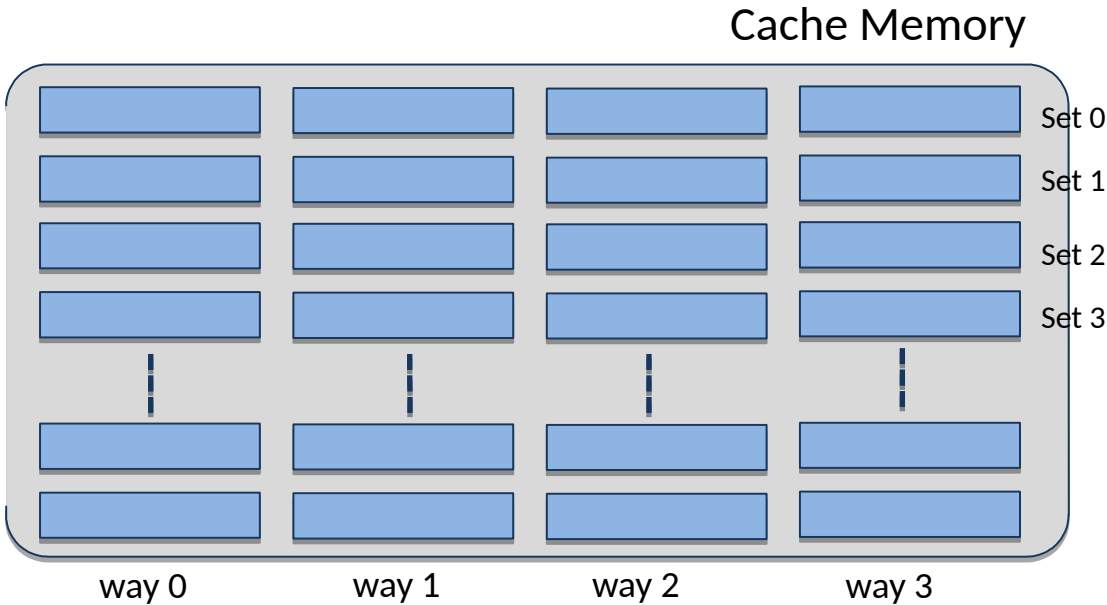 Cache Memory
Set 0
Set 1
Set 2
Set 3
way 0
way 1
way 2
way 3